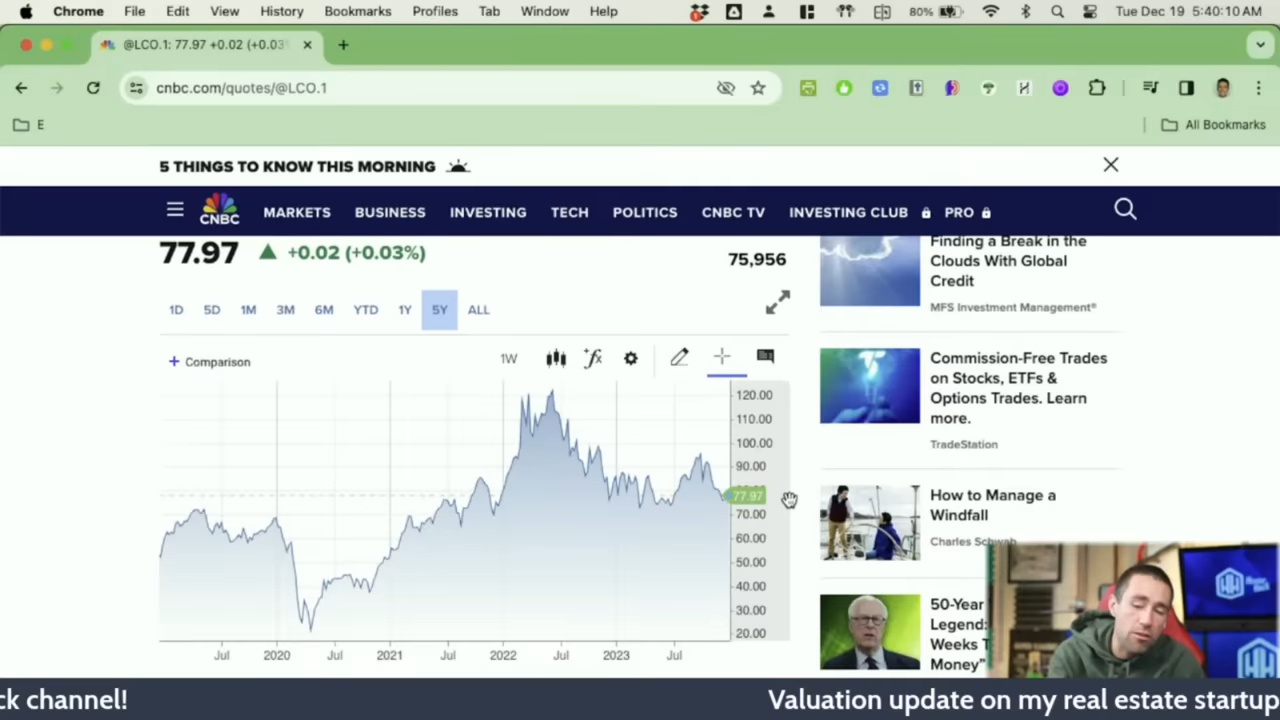 Chrome File Edit View History Bookmarks Profiles Tab Window Help 80% Tue Dec 19 5:40:10 AM
@LCO.1: 77.97 +0.02 (+0.03%
cnbc.com/quotes/@LCO.1
E
All Bookmarks
5 THINGS TO KNOW THIS MORNING
CNBC MARKETS BUSINESS INVESTING TECH POLITICS CNBC TV INVESTING CLUB PRO
77.97 +0.02 (+0.03%)
75,956
1D 5D 1M 3M 6M YTD 1Y 5Y ALL
+ Comparison
1W
120.00
110.00
100.00
90.00
77.97
70.00
60.00
50.00
40.00
30.00
20.00
Jul 2020 Jul 2021 Jul 2022 Jul 2023 Jul
Finding a Break in the
Clouds With Global
Credit
MFS Investment Management®
Commission-Free Trades
on Stocks, ETFs &
Options Trades. Learn
more.
TradeStation
How to Manage a
Windfall
Charles Schwab
50-Year
Legend:
Weeks T
Money"
ck channel!
Valuation update on my real estate startup